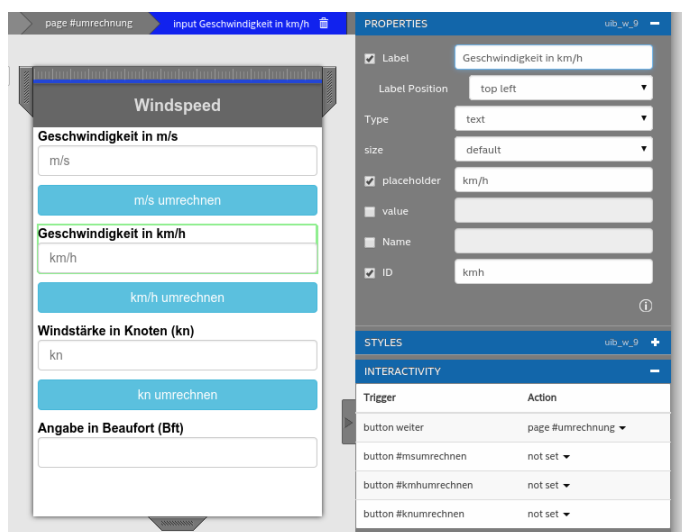 page #umrechnung
input Geschwindigkeit in km/h
Windspeed
Geschwindigkeit in m/s
m/s
m/s umrechnen
Geschwindigkeit in km/h
km/h
km/h umrechnen
Windstärke in Knoten (kn)
kn
kn umrechnen
Angabe in Beaufort (Bft)
PROPERTIES uib_w_9
Label Geschwindigkeit in km/h
Label Position top left
Type text
size default
placeholder km/h
value
Name
ID kmh
STYLES uib_w_9
INTERACTIVITY
Trigger Action
button weiter page #umrechnung
button #msumrechnen not set
button #kmhumrechnen not set
button #knumrechnen not set